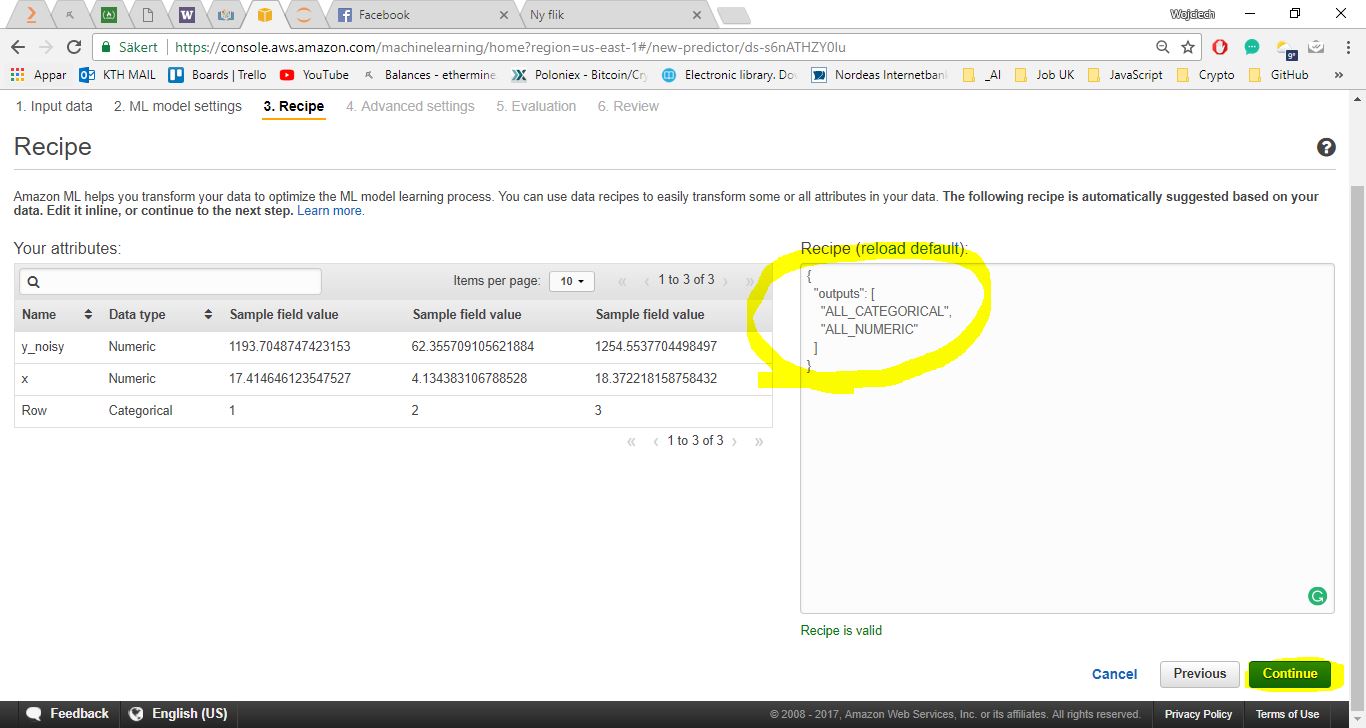 Facebook
Ny flik
Wojciech
Säkert
https://console.aws.amazon.com/machinelearning/home?region=us-east-1#/new-predictor/ds-s6nATHZY0Iu
9°
Appar KTH MAIL Boards | Trello YouTube Balances - ethermine Poloniex - Bitcoin/Cry Electronic library. Do Nordeas Internetbank _AI Job UK JavaScript Crypto GitHub »
1. Input data 2. ML model settings 3. Recipe 4. Advanced settings 5. Evaluation 6. Review
Recipe
Amazon ML helps you transform your data to optimize the ML model learning process. You can use data recipes to easily transform some or all attributes in your data. The following recipe is automatically suggested based on your
data. Edit it inline, or continue to the next step. Learn more.
Your attributes:
Items per page: 10 « ‹ 1 to 3 of 3 › »
Name Data type Sample field value Sample field value Sample field value
y_noisy Numeric 1193.7048747423153 62.355709105621884 1254.5537704498497
x Numeric 17.414646123547527 4.134383106788528 18.372218158758432
Row Categorical 1 2 3
« ‹ 1 to 3 of 3 › »
Recipe (reload default):
{
"outputs": [
"ALL_CATEGORICAL",
"ALL_NUMERIC"
]
}
Recipe is valid
Cancel Previous Continue
Feedback English (US) © 2008 - 2017, Amazon Web Services, Inc. or its affiliates. All rights reserved. Privacy Policy Terms of Use